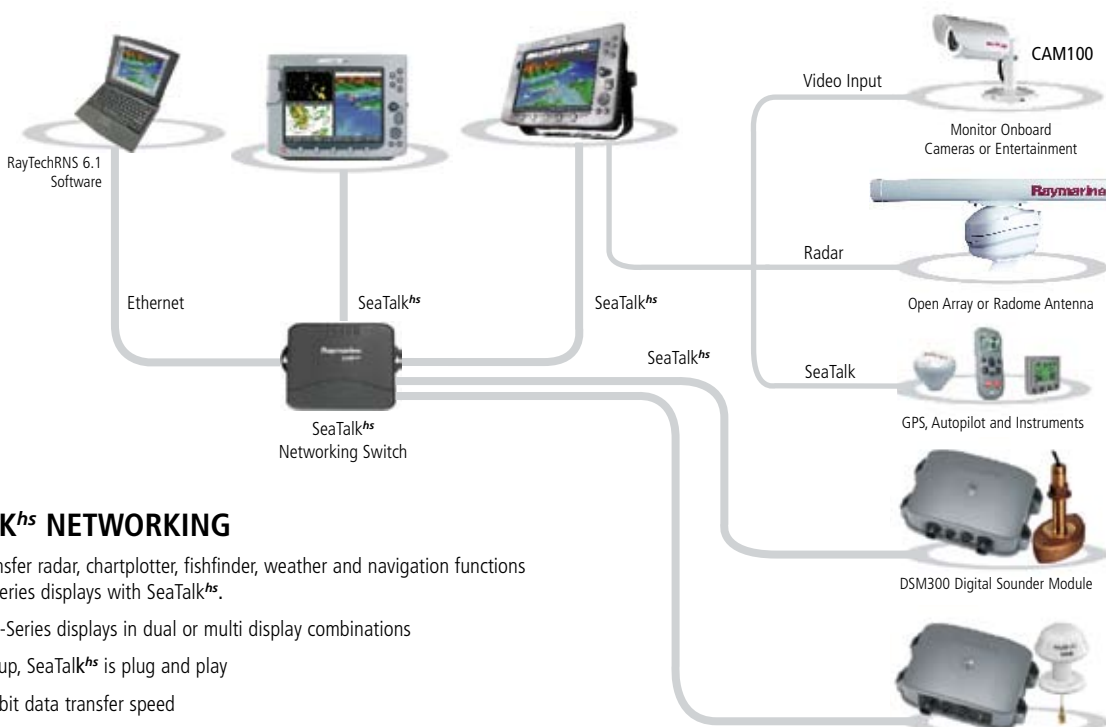 CAM100
Video Input
Monitor Onboard
Cameras or Entertainment
RayTechRNS 6.1
Software
Raymarine
Radar
Open Array or Radome Antenna
Ethernet
SeaTalkhs
SeaTalkhs
SeaTalkhs
SeaTalk
GPS, Autopilot and Instruments
Raymarine
SeaTalkhs
Networking Switch
Khs NETWORKING
nsfer radar, chartplotter, fishfinder, weather and navigation functions
eries displays with SeaTalkhs.
-Series displays in dual or multi display combinations
up, SeaTalkhs is plug and play
bit data transfer speed
DSM300 Digital Sounder Module